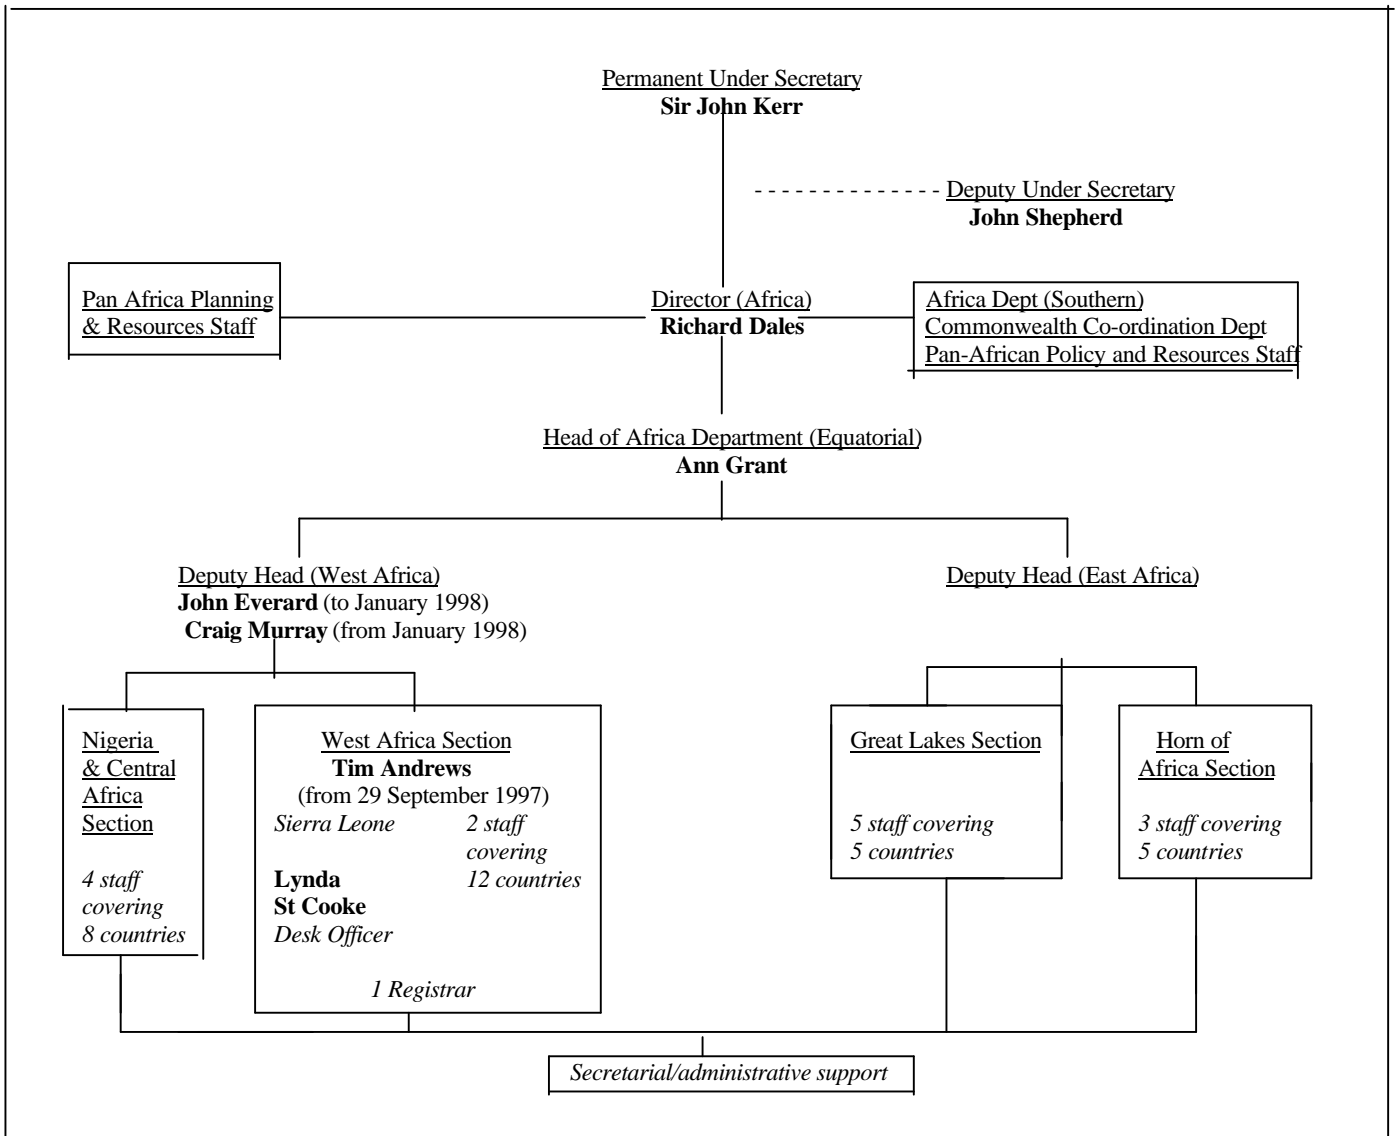 Permanent Under Secretary
Sir John Kerr
Deputy Under Secretary
John Shepherd
Pan Africa Planning
& Resources Staff
Director (Africa)
Richard Dales
Africa Dept (Southern)
Commonwealth Co-ordination Dept
Pan-African Policy and Resources Staff
Head of Africa Department (Equatorial)
Ann Grant
Deputy Head (West Africa)
John Everard (to January 1998)
Craig Murray (from January 1998)
Deputy Head (East Africa)
Nigeria
& Central
Africa
Section
4 staff
covering
8 countries
West Africa Section
Tim Andrews
(from 29 September 1997)
Sierra Leone
Lynda
St Cooke
Desk Officer
2 staff
covering
12 countries
1 Registrar
Great Lakes Section
5 staff covering
5 countries
Horn of
Africa Section
3 staff covering
5 countries
Secretarial/administrative support